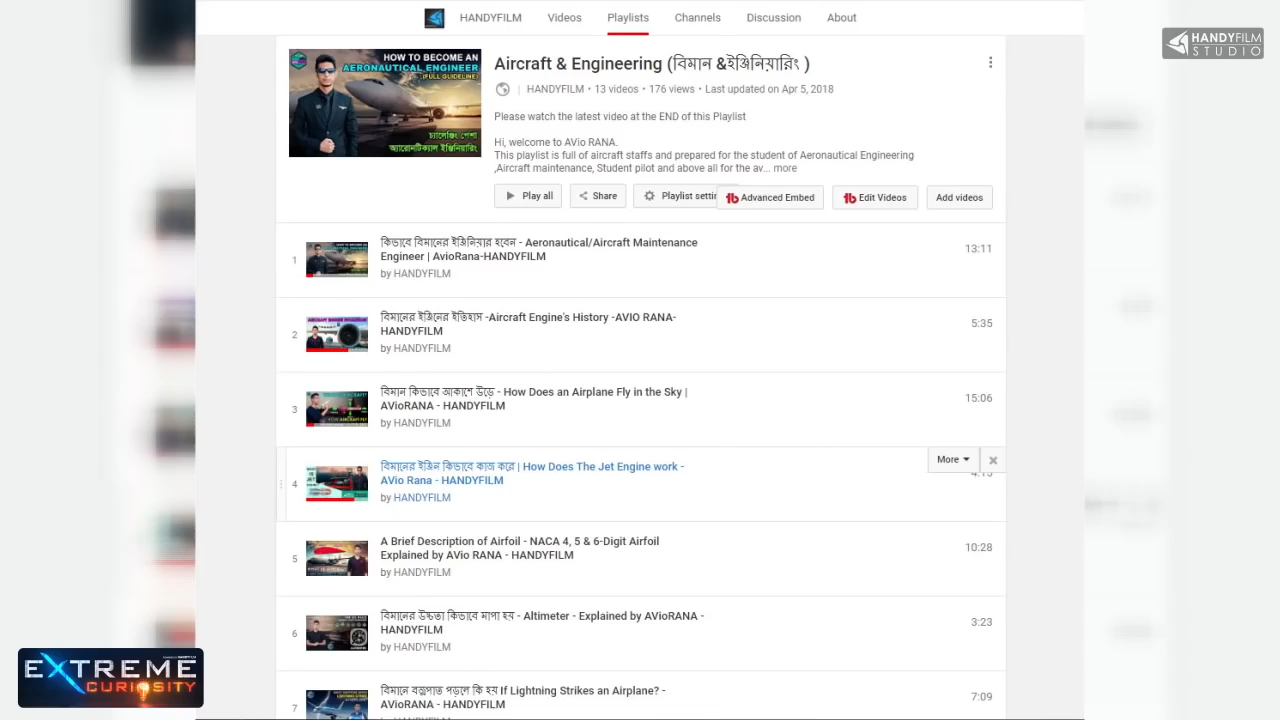 HANDYFILM Videos Playlists Channels Discussion About
HANDYFILM
STUDIO
HOW TO BECOME AN
AERONAUTICAL ENGINEER
(FULL GUIDELINE)
চ্যালেঞ্জিং পেশা
অ্যারোনটিক্যাল ইঞ্জিনিয়ারিং
Aircraft & Engineering (বিমান &ইঞ্জিনিয়ারিং )
HANDYFILM • 13 videos • 176 views • Last updated on Apr 5, 2018
Please watch the latest video at the END of this Playlist
Hi, welcome to AVio RANA.
This playlist is full of aircraft staffs and prepared for the student of Aeronautical Engineering
,Aircraft maintenance, Student pilot and above all for the av... more
Play all Share Playlist settin Advanced Embed Edit Videos Add videos
1
কিভাবে বিমানের ইঞ্জিনিয়ার হবেন - Aeronautical/Aircraft Maintenance
Engineer | AvioRana-HANDYFILM
by HANDYFILM
13:11
2
বিমানের ইঞ্জিনের ইতিহাস -Aircraft Engine's History -AVIO RANA-
HANDYFILM
by HANDYFILM
5:35
3
বিমান কিভাবে আকাশে উড়ে - How Does an Airplane Fly in the Sky |
AVioRANA - HANDYFILM
by HANDYFILM
15:06
4
বিমানের ইঞ্জিন কিভাবে কাজ করে | How Does The Jet Engine work -
AVio Rana - HANDYFILM
by HANDYFILM
More
5
A Brief Description of Airfoil - NACA 4, 5 & 6-Digit Airfoil
Explained by AVio RANA - HANDYFILM
by HANDYFILM
10:28
6
বিমানের উচ্চতা কিভাবে মাপা হয় - Altimeter - Explained by AVioRANA -
HANDYFILM
by HANDYFILM
3:23
7
বিমানে বজ্রপাত পড়লে কি হয় If Lightning Strikes an Airplane? -
AVioRANA - HANDYFILM
7:09
EXTREME
CURIOSITY